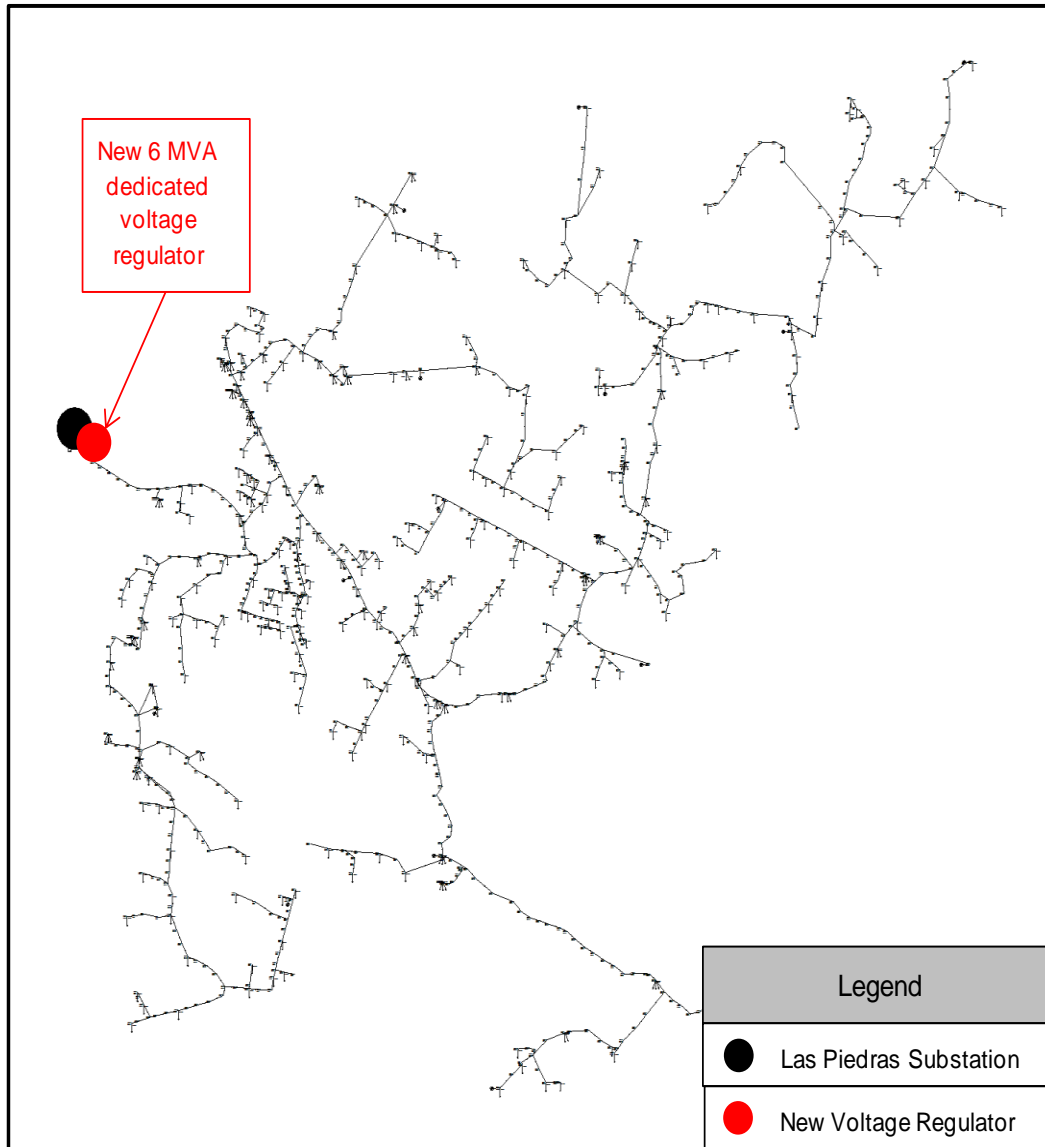 New 6 MVA
dedicated
voltage
regulator
Legend
Las Piedras Substation
New Voltage Regulator